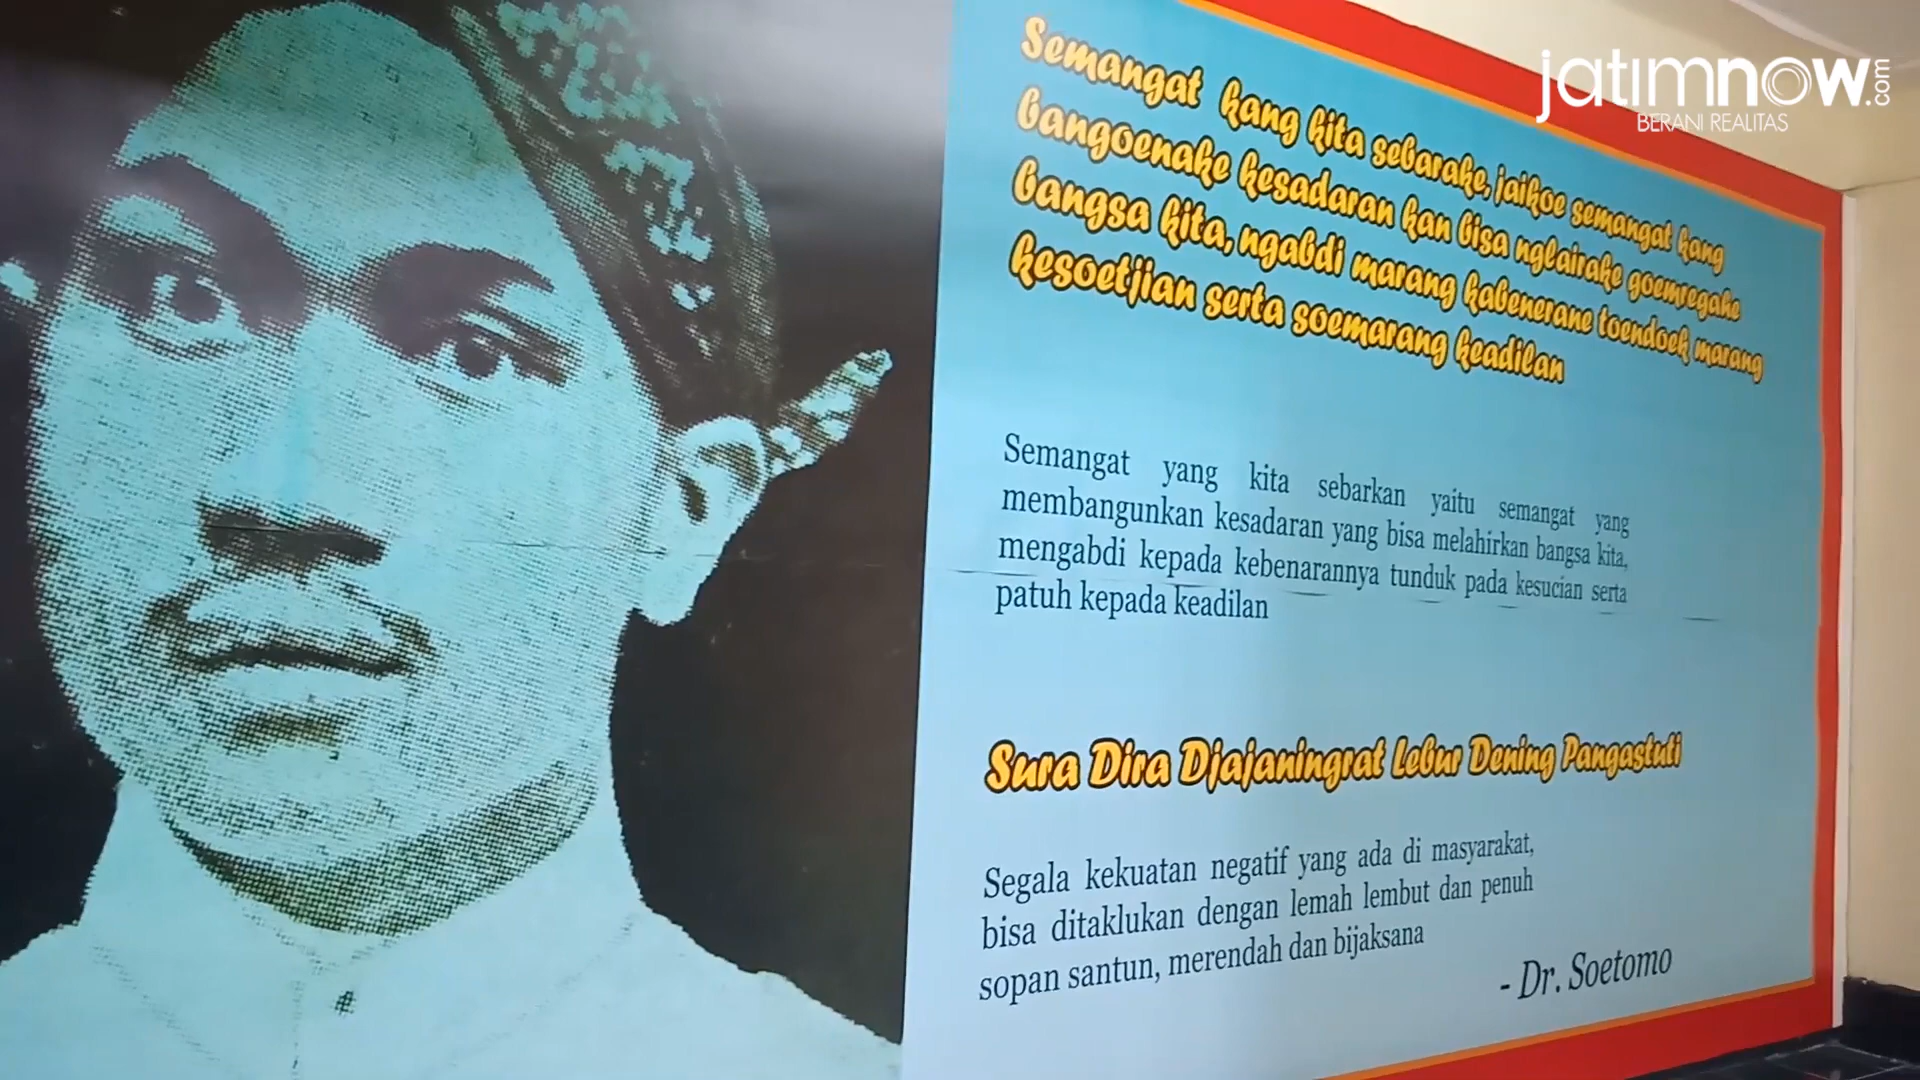 jatimnow.com
BERANI REALITAS
Semangat kang kita sebarake, jaikoe semangat kang
bangoenake kesadaran kan bisa nglairake goemregahe
bangsa kita, ngabdi marang kabenerane toendoek marang
kesoetjian serta soemarang keadilan
Semangat yang kita sebarkan yaitu semangat yang
membangunkan kesadaran yang bisa melahirkan bangsa kita,
mengabdi kepada kebenarannya tunduk pada kesucian serta
patuh kepada keadilan
Sura Dira Djajaningrat Lebur Dening Pangastuti
Segala kekuatan negatif yang ada di masyarakat,
bisa ditaklukan dengan lemah lembut dan penuh
sopan santun, merendah dan bijaksana
- Dr. Soetomo